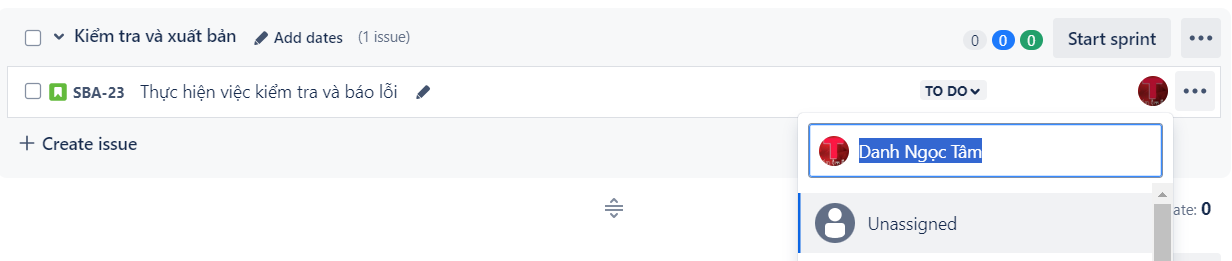 Kiểm tra và xuất bản Add dates (1 issue) 0 0 0 Start sprint
SBA-23 Thực hiện việc kiểm tra và báo lỗi TO DO
Create issue
Danh Ngọc Tâm
Unassigned
ate: 0